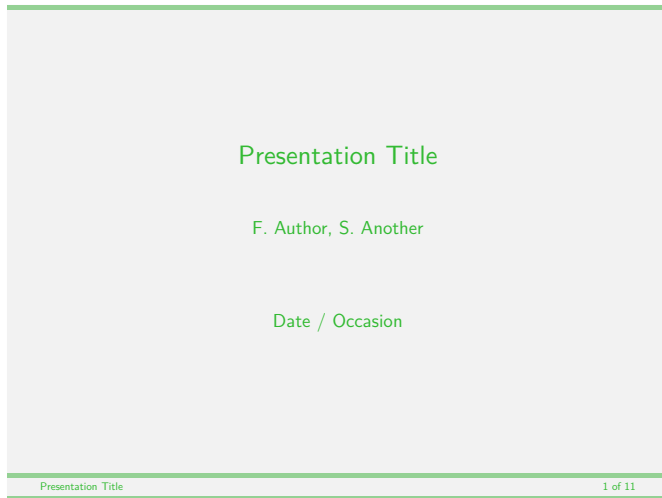 Presentation Title
F. Author, S. Another
Date / Occasion
Presentation Title 1 of 11